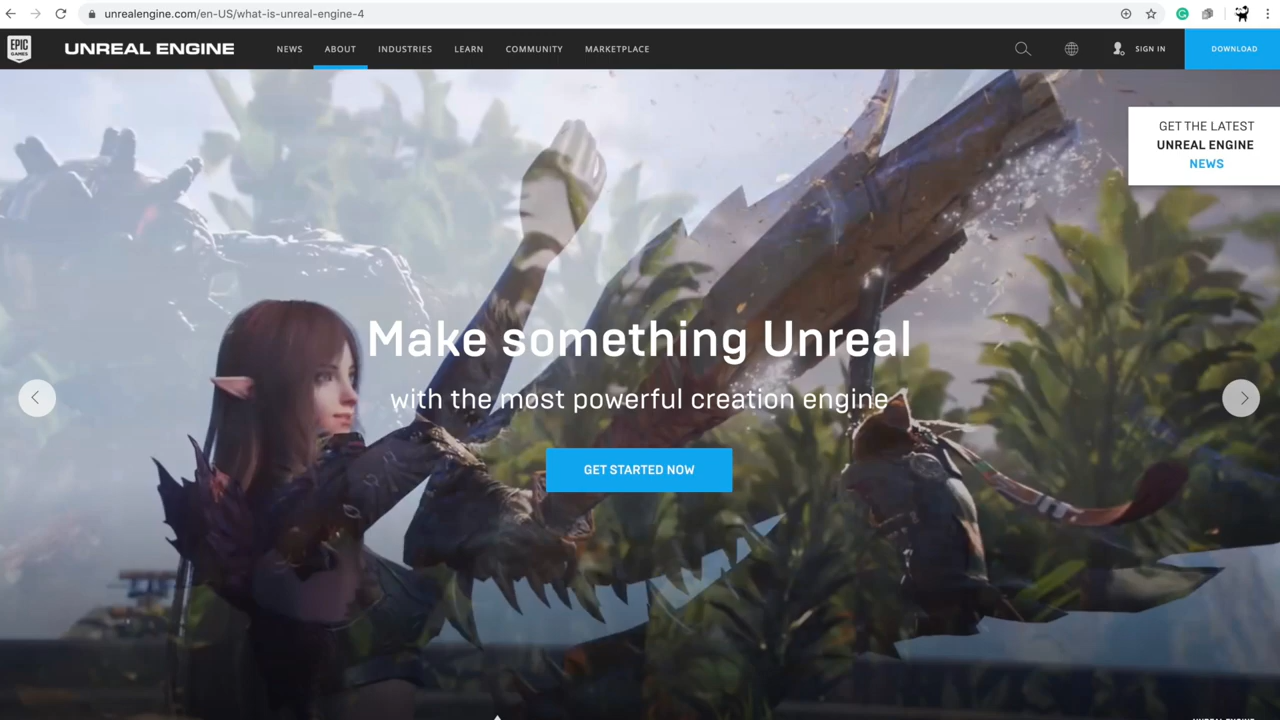 unrealengine.com/en-US/what-is-unreal-engine-4
EPIC GAMES UNREAL ENGINE NEWS ABOUT INDUSTRIES LEARN COMMUNITY MARKETPLACE SIGN IN DOWNLOAD
GET THE LATEST
UNREAL ENGINE
NEWS
Make something Unreal
with the most powerful creation engine
GET STARTED NOW